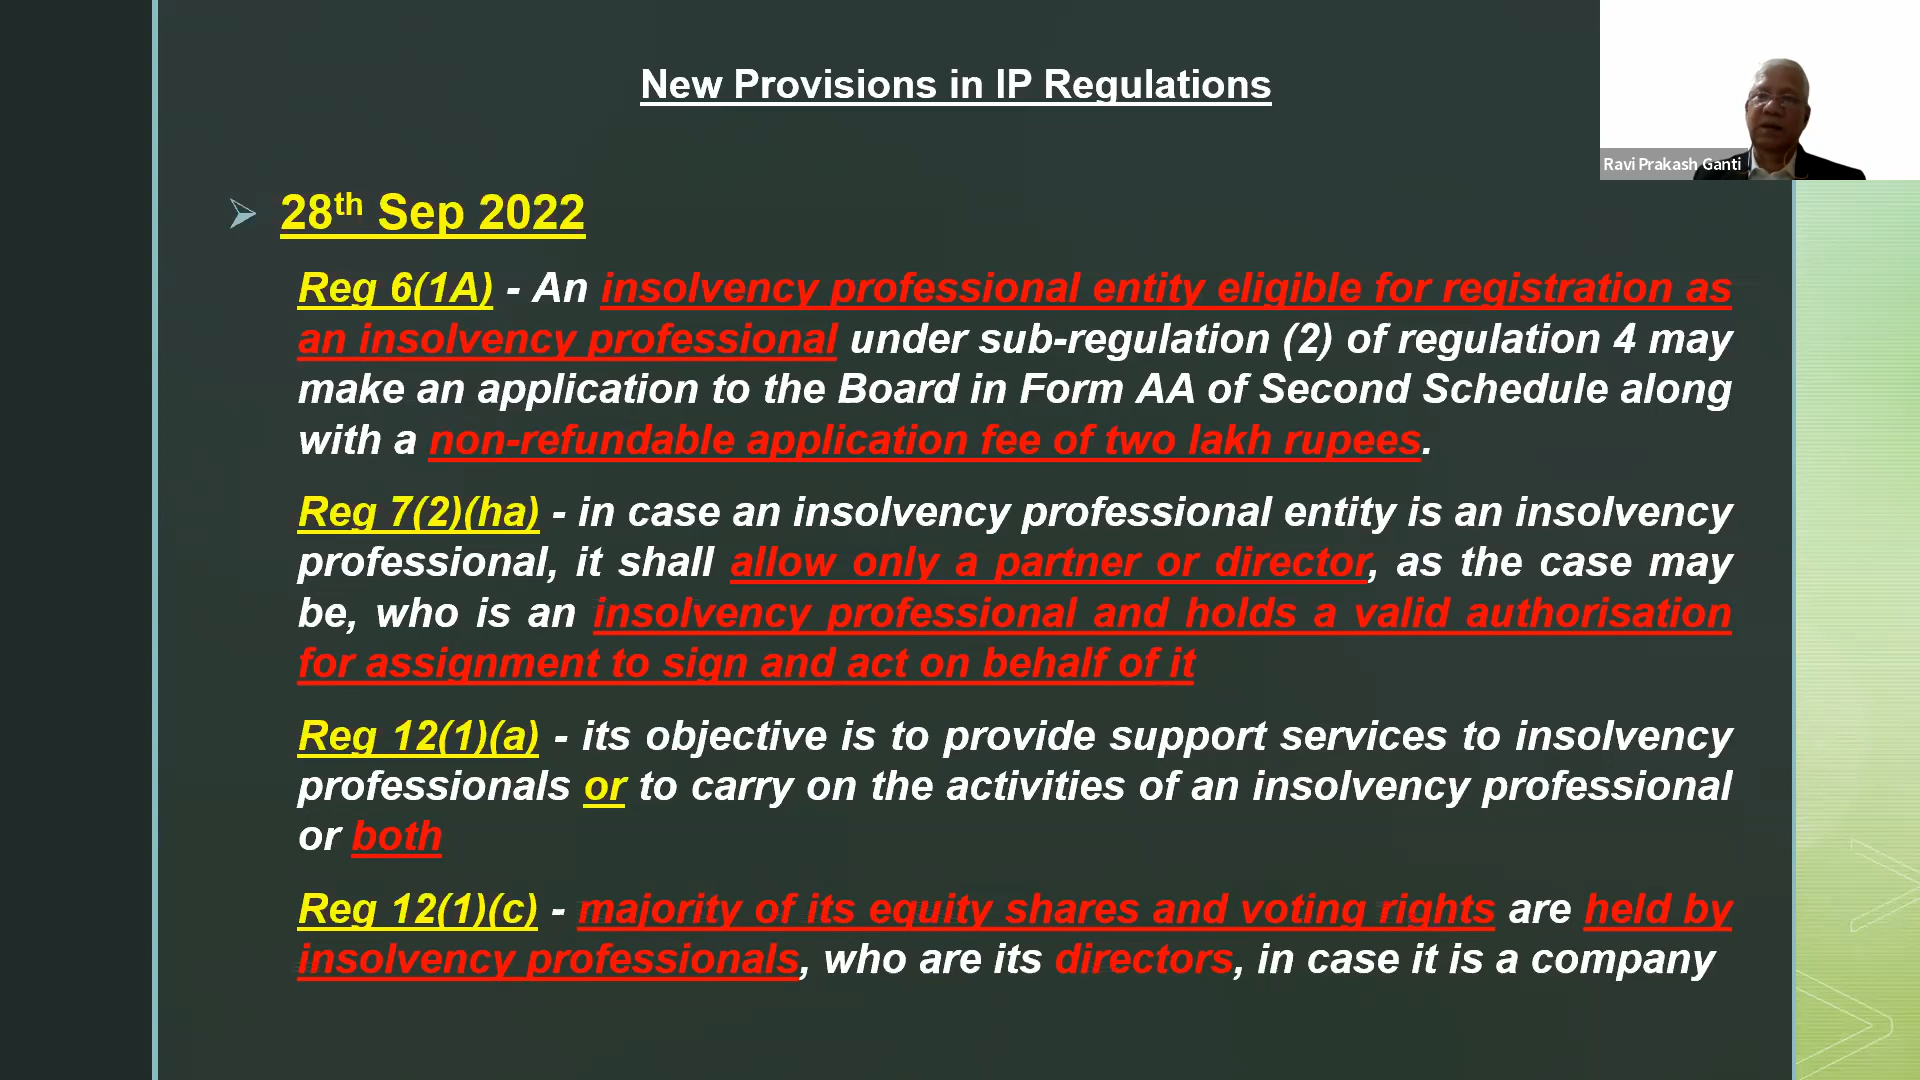 New Provisions in IP Regulations
Ravi Prakash Ganti
28th Sep 2022
Reg 6(1A) - An insolvency professional entity eligible for registration as
an insolvency professional under sub-regulation (2) of regulation 4 may
make an application to the Board in Form AA of Second Schedule along
with a non-refundable application fee of two lakh rupees.
Reg 7(2)(ha) - in case an insolvency professional entity is an insolvency
professional, it shall allow only a partner or director, as the case may
be, who is an insolvency professional and holds a valid authorisation
for assignment to sign and act on behalf of it
Reg 12(1)(a) - its objective is to provide support services to insolvency
professionals or to carry on the activities of an insolvency professional
or both
Reg 12(1)(c) - majority of its equity shares and voting rights are held by
insolvency professionals, who are its directors, in case it is a company